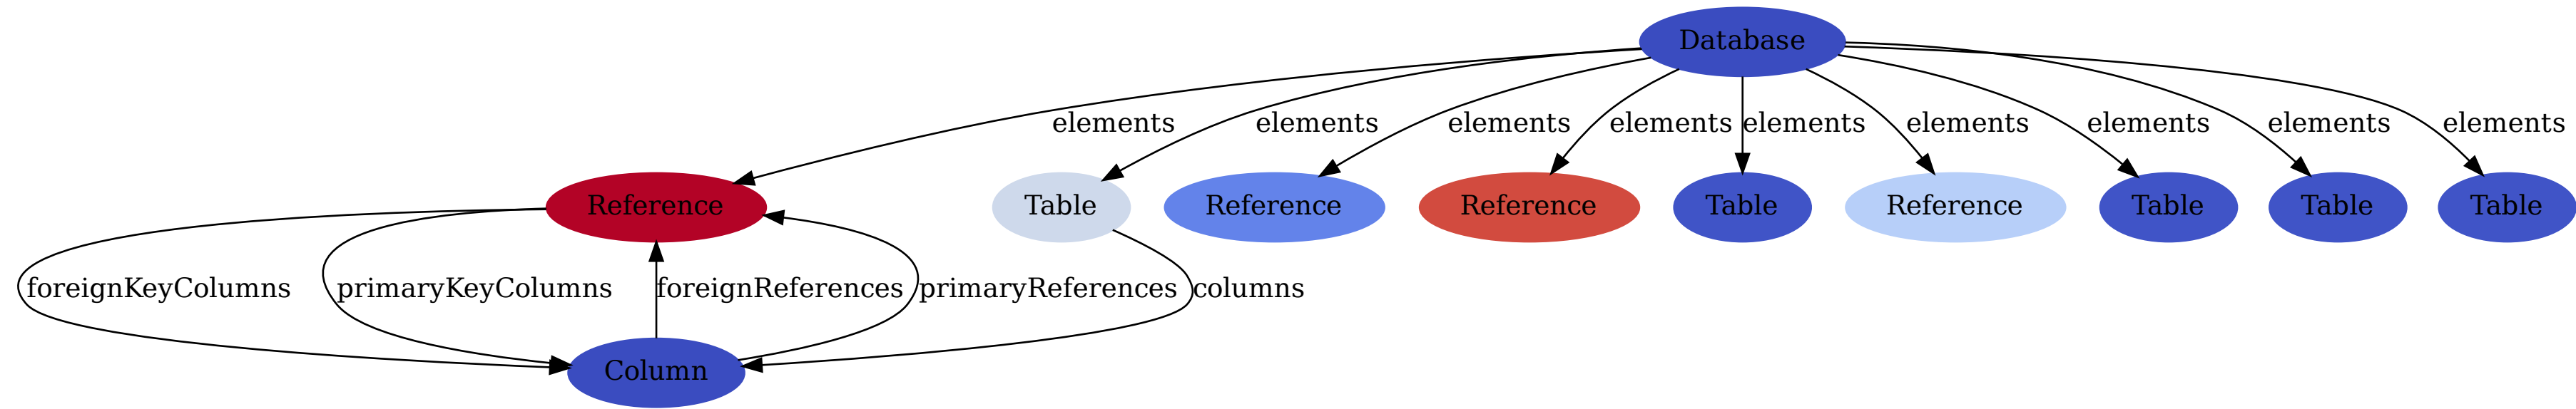 Database
elements elements elements elements elements elements elements elements elements
Reference Table Reference Reference Table Reference Table Table Table
foreignKeyColumns primaryKeyColumns foreignReferences primaryReferences columns
Column